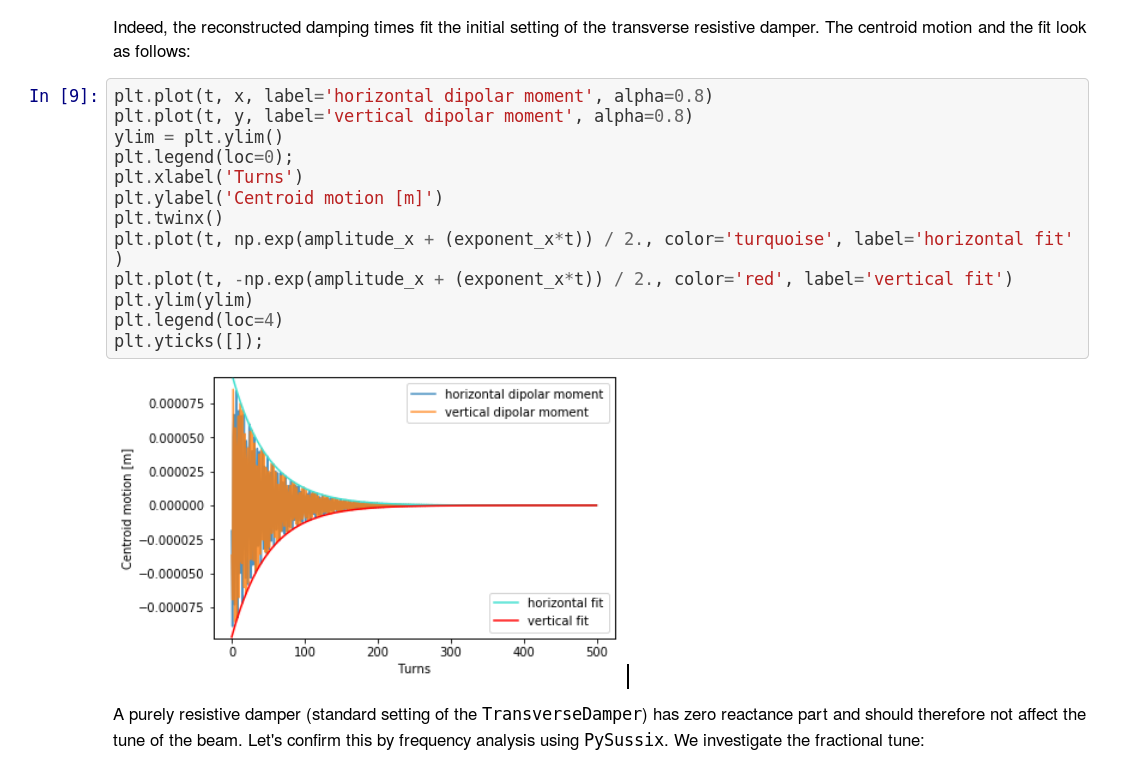 Indeed, the reconstructed damping times fit the initial setting of the transverse resistive damper. The centroid motion and the fit look
as follows:
In [9]:
plt.plot(t, x, label='horizontal dipolar moment', alpha=0.8)
plt.plot(t, y, label='vertical dipolar moment', alpha=0.8)
ylim = plt.ylim()
plt.legend(loc=0);
plt.xlabel('Turns')
plt.ylabel('Centroid motion [m]')
plt.twinx()
plt.plot(t, np.exp(amplitude_x + (exponent_x*t)) / 2., color='turquoise', label='horizontal fit'
)
plt.plot(t, -np.exp(amplitude_x + (exponent_x*t)) / 2., color='red', label='vertical fit')
plt.ylim(ylim)
plt.legend(loc=4)
plt.yticks([]);
horizontal dipolar moment
vertical dipolar moment
0.000075
0.000050
0.000025
0.000000
−0.000025
−0.000050
−0.000075
Centroid motion [m]
horizontal fit
vertical fit
0 100 200 300 400 500
Turns
A purely resistive damper (standard setting of the TransverseDamper) has zero reactance part and should therefore not affect the
tune of the beam. Let's confirm this by frequency analysis using PySussix. We investigate the fractional tune: